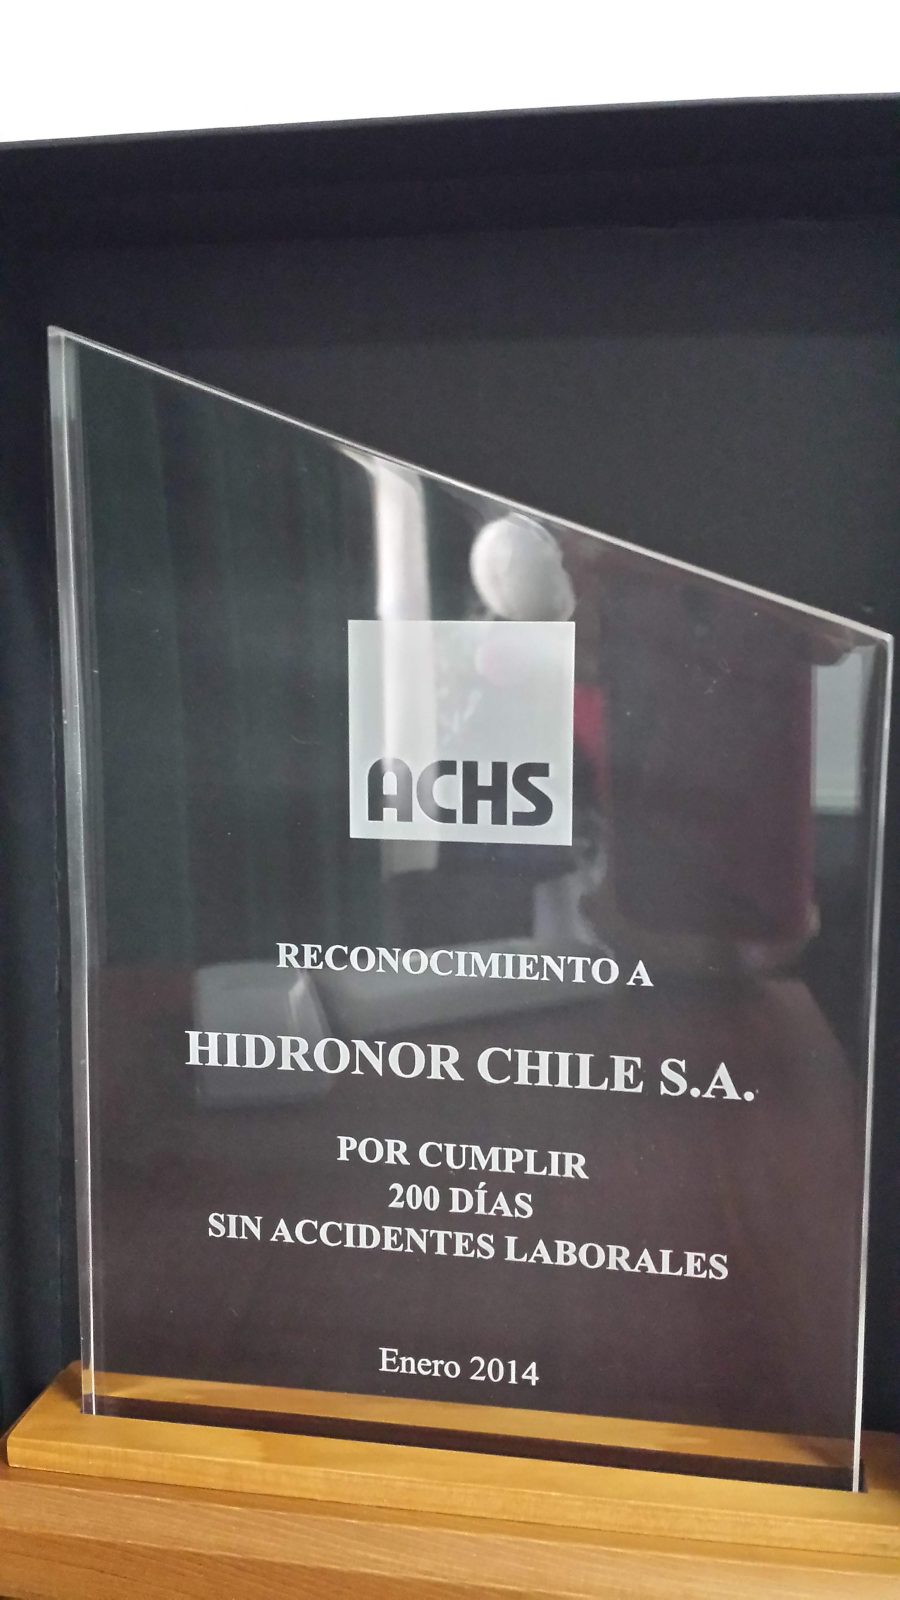 ACHS
RECONOCIMIENTO A
HIDRONOR CHILE S.A.
POR CUMPLIR
200 DÍAS
SIN ACCIDENTES LABORALES
Enero 2014